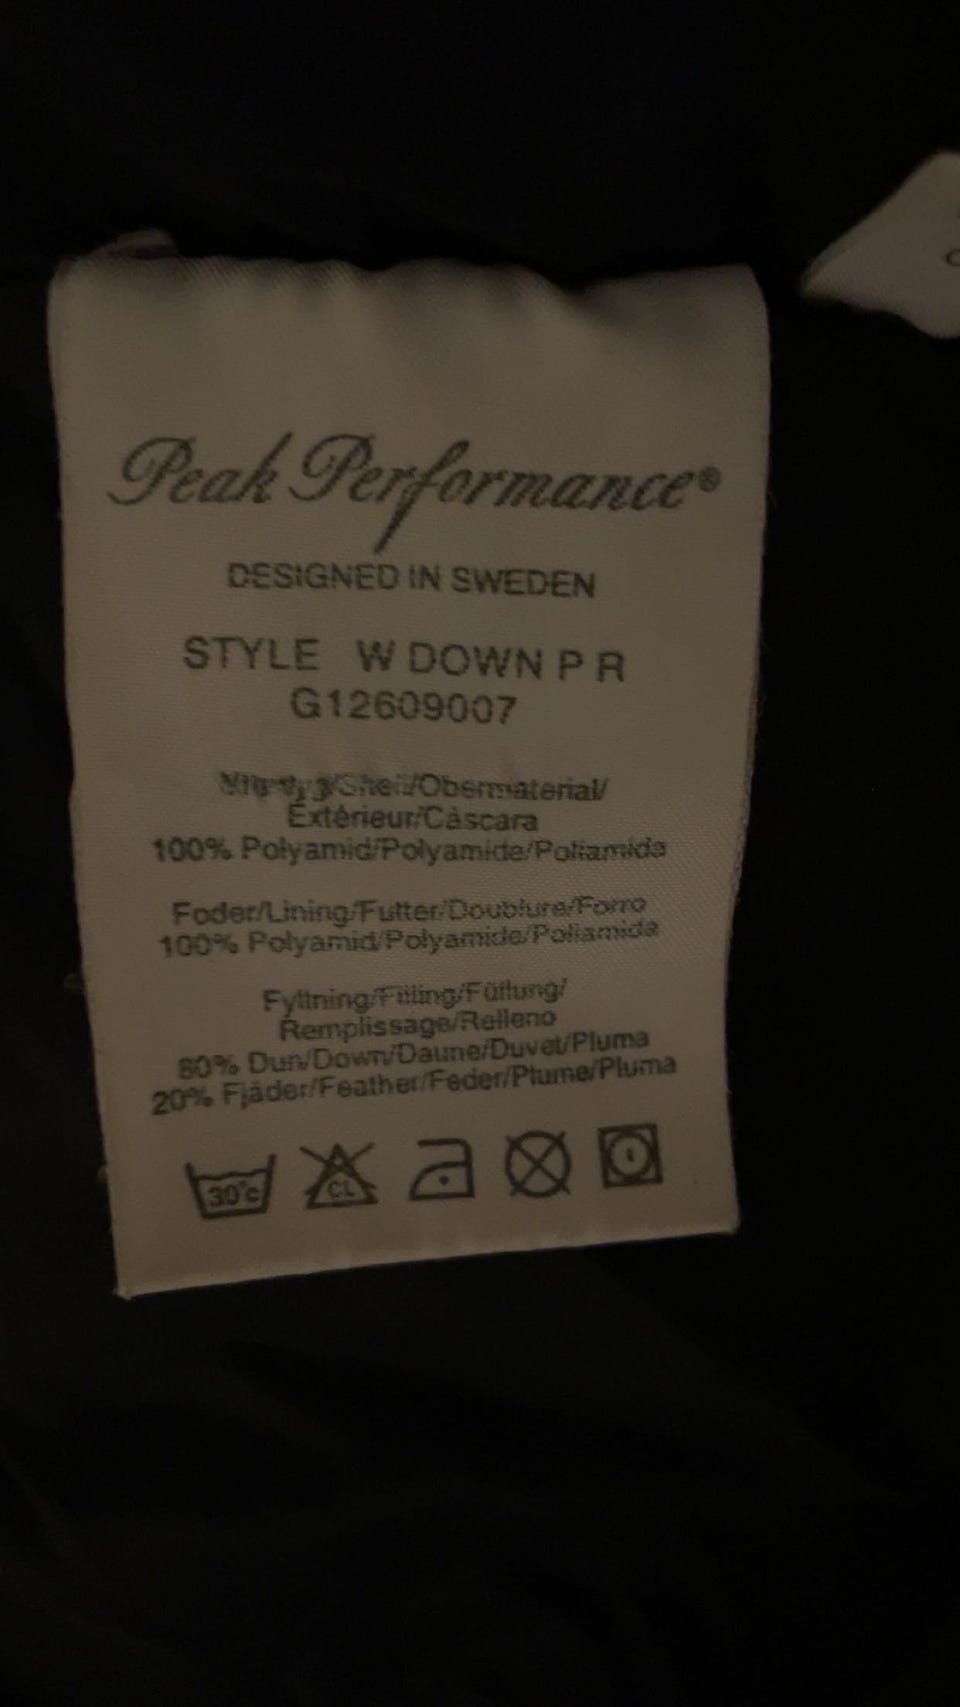 Peak Performance®
DESIGNED IN SWEDEN
STYLE W DOWN P R
G12609007
Yttertyg/Shell/Obermaterial/
Extérieur/Càscara
100% Polyamid/Polyamide/Poliamida
Foder/Lining/Futter/Doublure/Forro
100% Polyamid/Polyamide/Poliamida
Fyllning/Filling/Füllung/
Remplissage/Relleno
80% Dun/Down/Daune/Duvet/Pluma
20% Fjäder/Feather/Feder/Plume/Pluma
30°c CL